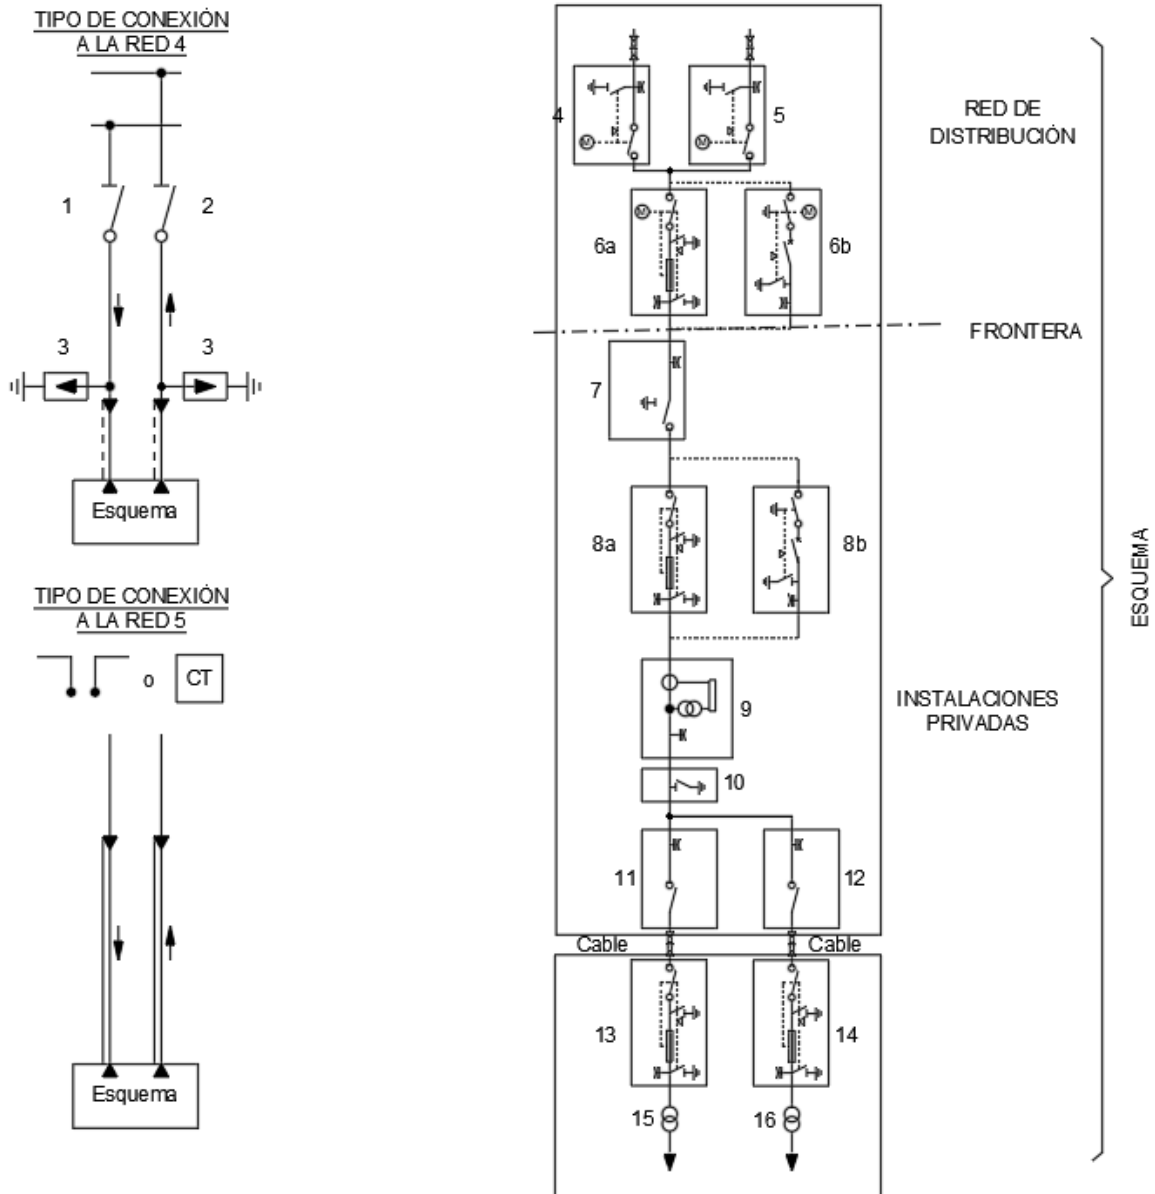 TIPO DE CONEXIÓN
A LA RED 4
1
2
3
3
Esquema
TIPO DE CONEXIÓN
A LA RED 5
o
CT
Esquema
4
5
RED DE
DISTRIBUCIÓN
M
M
M
M
6a
6b
FRONTERA
7
8a
8b
ESQUEMA
9
INSTALACIONES
PRIVADAS
10
11
12
Cable
Cable
13
14
15
16